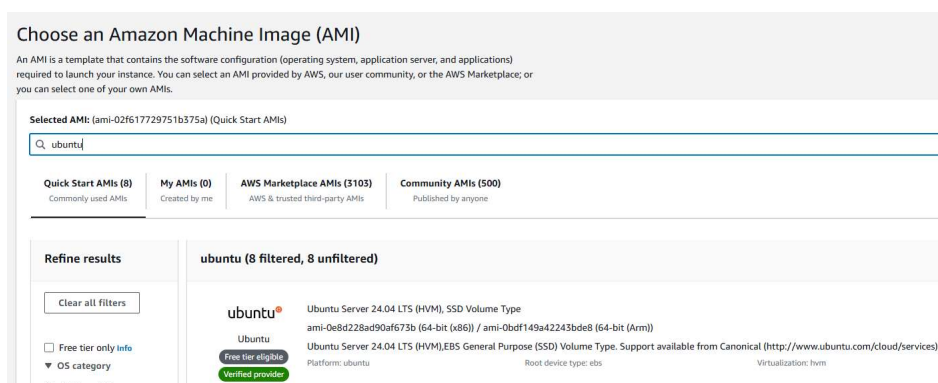 Choose an Amazon Machine Image (AMI)
An AMI is a template that contains the software configuration (operating system, application server, and applications)
required to launch your instance. You can select an AMI provided by AWS, our user community, or the AWS Marketplace; or
you can select one of your own AMIs.
Selected AMI: (ami-02f617729751b375a) (Quick Start AMIs)
ubuntu
Quick Start AMIs (8)
Commonly used AMIs
My AMIs (0)
Created by me
AWS Marketplace AMIs (3103)
AWS & trusted third-party AMIs
Community AMIs (500)
Published by anyone
Refine results
Clear all filters
Free tier only Info
OS category
ubuntu (8 filtered, 8 unfiltered)
ubuntu
Ubuntu
Free tier eligible
Verified provider
Ubuntu Server 24.04 LTS (HVM), SSD Volume Type
ami-0e8d228ad90af673b (64-bit (x86)) / ami-0bdf149a42243bde8 (64-bit (Arm))
Ubuntu Server 24.04 LTS (HVM),EBS General Purpose (SSD) Volume Type. Support available from Canonical (http://www.ubuntu.com/cloud/services)
Platform: ubuntu
Root device type: ebs
Virtualization: hvm